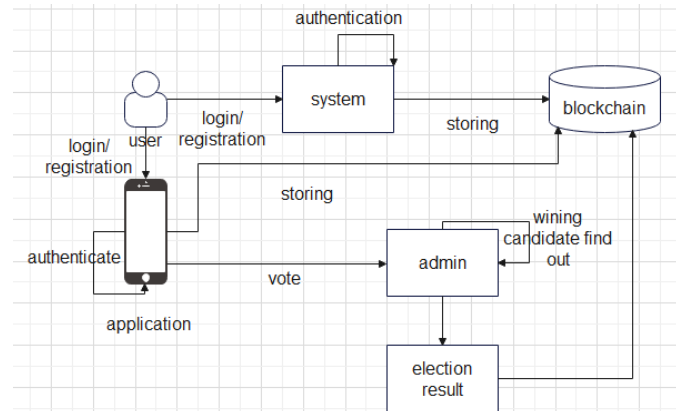 authentication
system
blockchain
login/
registration
storing
user
login/
registration
storing
wining
candidate find
out
admin
authenticate
vote
application
election
result